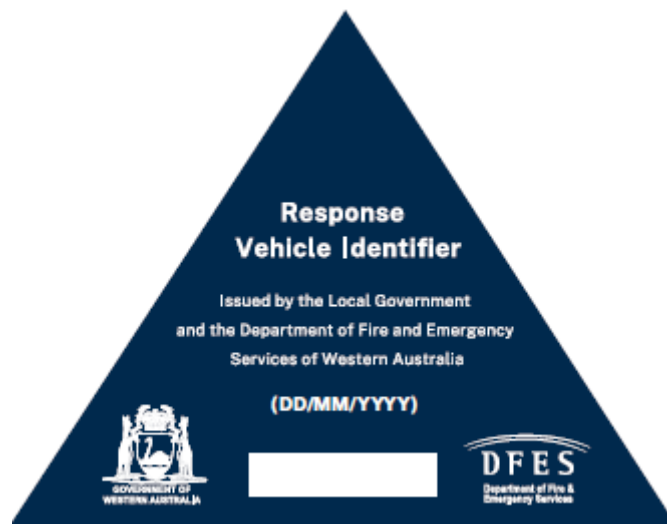 Response
Vehicle Identifier
Issued by the Local Government
and the Department of Fire and Emergency
Services of Western Australia
(DD/MM/YYYY)
GOVERNMENT OF
WESTERN AUSTRALIA
DFES
Department of Fire &
Emergency Services